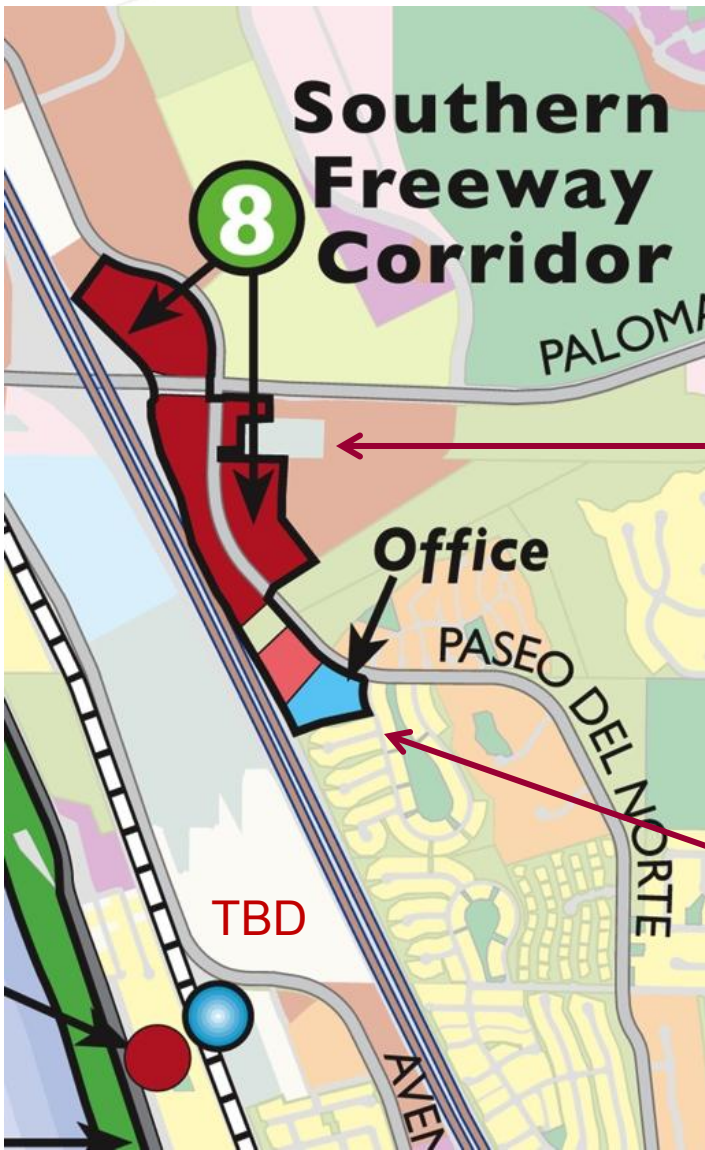 Southern
Freeway
Corridor
8
PALOMA
Office
PASEO DEL NORTE
TBD
AVEN